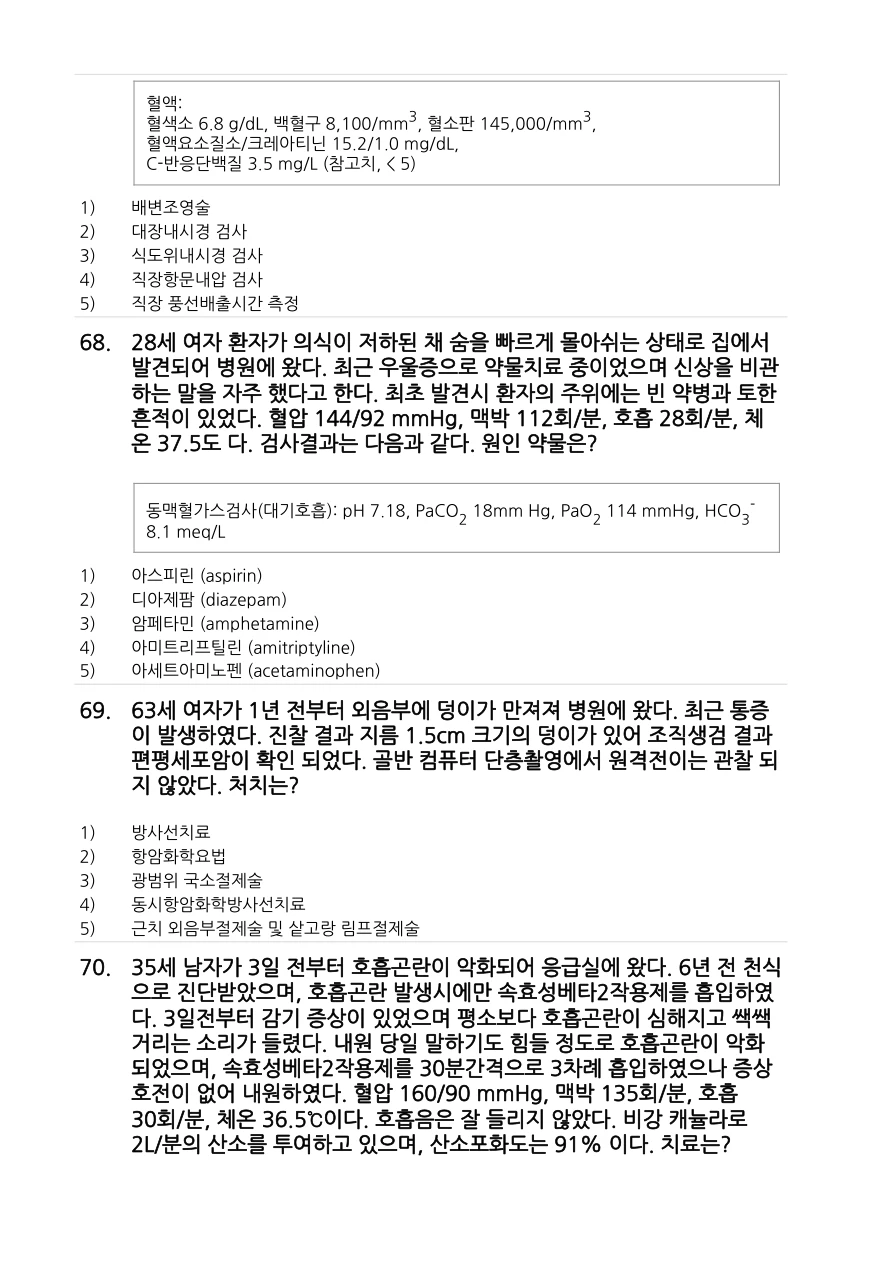 혈액:
혈색소 6.8 g/dL, 백혈구 8,100/mm3, 혈소판 145,000/mm3,
혈액요소질소/크레아티닌 15.2/1.0 mg/dL,
C-반응단백질 3.5 mg/L (참고치, < 5)
1) 배변조영술
2) 대장내시경 검사
3) 식도위내시경 검사
4) 직장항문내압 검사
5) 직장 풍선배출시간 측정
68. 28세 여자 환자가 의식이 저하된 채 숨을 빠르게 몰아쉬는 상태로 집에서
발견되어 병원에 왔다. 최근 우울증으로 약물치료 중이었으며 신상을 비관
하는 말을 자주 했다고 한다. 최초 발견시 환자의 주위에는 빈 약병과 토한
흔적이 있었다. 혈압 144/92 mmHg, 맥박 112회/분, 호흡 28회/분, 체
온 37.5도 다. 검사결과는 다음과 같다. 원인 약물은?
동맥혈가스검사(대기호흡): pH 7.18, PaCO2 18mm Hg, PaO2 114 mmHg, HCO3-
8.1 meq/L
1) 아스피린 (aspirin)
2) 디아제팜 (diazepam)
3) 암페타민 (amphetamine)
4) 아미트리프틸린 (amitriptyline)
5) 아세트아미노펜 (acetaminophen)
69. 63세 여자가 1년 전부터 외음부에 덩이가 만져져 병원에 왔다. 최근 통증
이 발생하였다. 진찰 결과 지름 1.5cm 크기의 덩이가 있어 조직생검 결과
편평세포암이 확인 되었다. 골반 컴퓨터 단층촬영에서 원격전이는 관찰 되
지 않았다. 처치는?
1) 방사선치료
2) 항암화학요법
3) 광범위 국소절제술
4) 동시항암화학방사선치료
5) 근치 외음부절제술 및 샅고랑 림프절제술
70. 35세 남자가 3일 전부터 호흡곤란이 악화되어 응급실에 왔다. 6년 전 천식
으로 진단받았으며, 호흡곤란 발생시에만 속효성베타2작용제를 흡입하였
다. 3일전부터 감기 증상이 있었으며 평소보다 호흡곤란이 심해지고 쌕쌕
거리는 소리가 들렸다. 내원 당일 말하기도 힘들 정도로 호흡곤란이 악화
되었으며, 속효성베타2작용제를 30분간격으로 3차례 흡입하였으나 증상
호전이 없어 내원하였다. 혈압 160/90 mmHg, 맥박 135회/분, 호흡
30회/분, 체온 36.5℃이다. 호흡음은 잘 들리지 않았다. 비강 캐뉼라로
2L/분의 산소를 투여하고 있으며, 산소포화도는 91% 이다. 치료는?